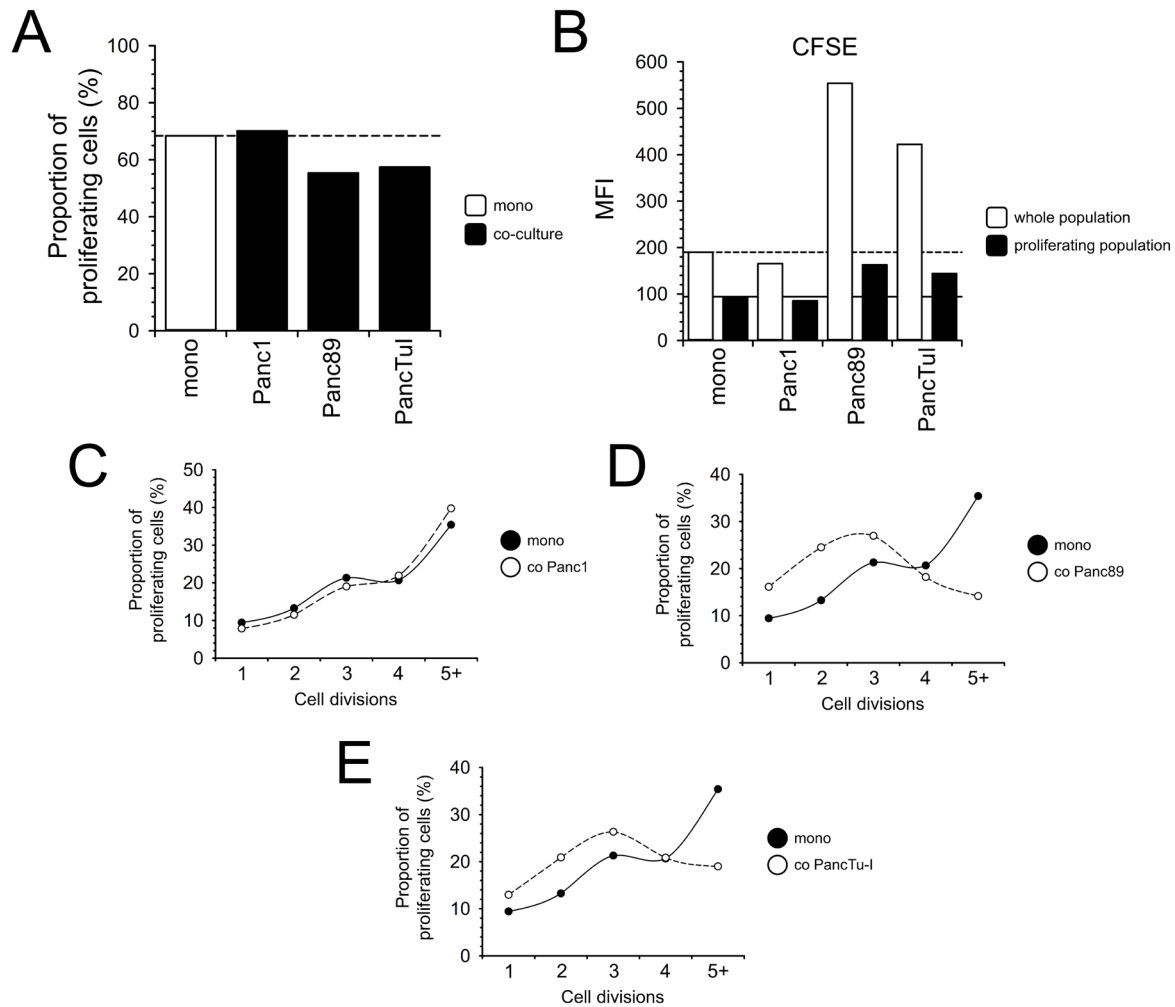 A
100
80
60
40
20
0
Proportion of
proliferating cells (%)
mono
Panc1
Panc89
PancTuI
mono
co-culture
B
CFSE
600
500
400
300
200
100
0
MFI
mono
Panc1
Panc89
PancTuI
whole population
proliferating population
C
50
40
30
20
10
0
Proportion of
proliferating cells (%)
1 2 3 4 5+
Cell divisions
mono
co Panc1
D
40
30
20
10
0
Proportion of
proliferating cells (%)
1 2 3 4 5+
Cell divisions
mono
co Panc89
E
40
30
20
10
0
Proportion of
proliferating cells (%)
1 2 3 4 5+
Cell divisions
mono
co PancTu-I